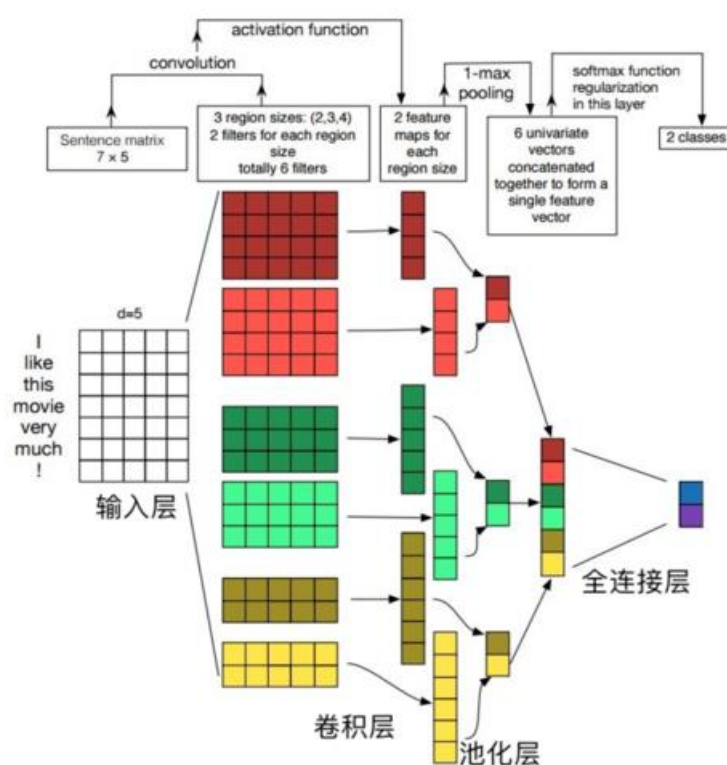 activation function
convolution
1-max
pooling
softmax function
regularization
in this layer
Sentence matrix
7 × 5
3 region sizes: (2,3,4)
2 filters for each region
size
totally 6 filters
2 feature
maps for
each
region size
6 univariate
vectors
concatenated
together to form a
single feature
vector
2 classes
d=5
I
like
this
movie
very
much
!
输入层
全连接层
卷积层
池化层